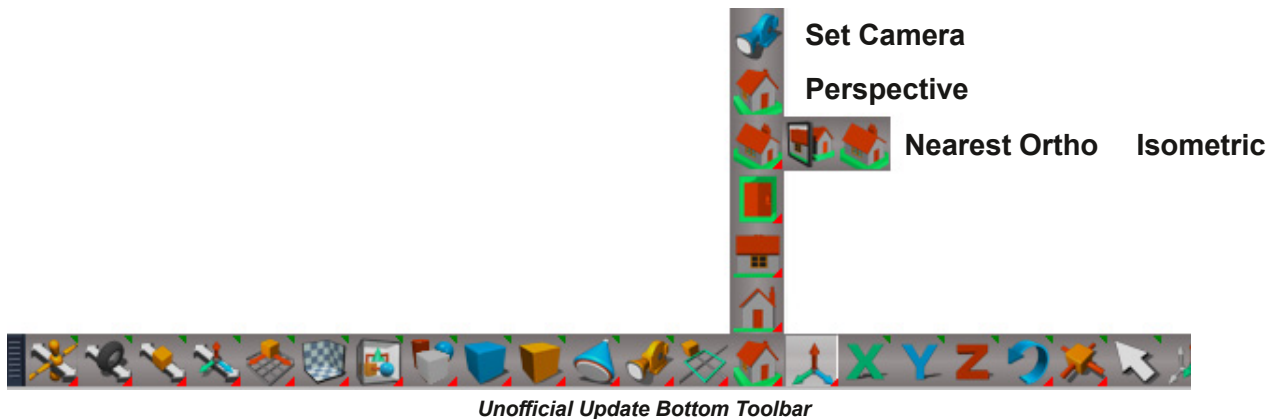 Set Camera
Perspective
Nearest Ortho Isometric
X Y Z
Unofficial Update Bottom Toolbar